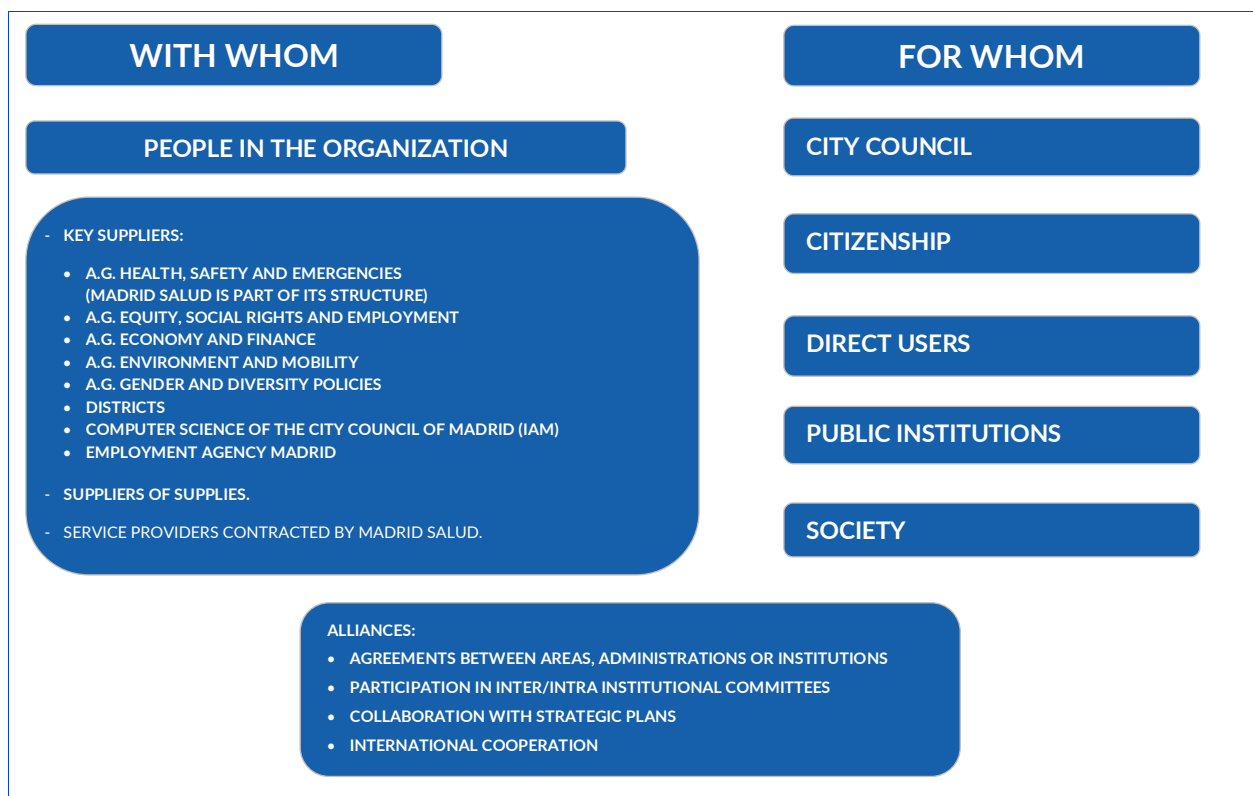 WITH WHOM
PEOPLE IN THE ORGANIZATION
- KEY SUPPLIERS:
• A.G. HEALTH, SAFETY AND EMERGENCIES
(MADRID SALUD IS PART OF ITS STRUCTURE)
• A.G. EQUITY, SOCIAL RIGHTS AND EMPLOYMENT
• A.G. ECONOMY AND FINANCE
• A.G. ENVIRONMENT AND MOBILITY
• A.G. GENDER AND DIVERSITY POLICIES
• DISTRICTS
• COMPUTER SCIENCE OF THE CITY COUNCIL OF MADRID (IAM)
• EMPLOYMENT AGENCY MADRID
- SUPPLIERS OF SUPPLIES.
- SERVICE PROVIDERS CONTRACTED BY MADRID SALUD.
FOR WHOM
CITY COUNCIL
CITIZENSHIP
DIRECT USERS
PUBLIC INSTITUTIONS
SOCIETY
ALLIANCES:
• AGREEMENTS BETWEEN AREAS, ADMINISTRATIONS OR INSTITUTIONS
• PARTICIPATION IN INTER/INTRA INSTITUTIONAL COMMITTEES
• COLLABORATION WITH STRATEGIC PLANS
• INTERNATIONAL COOPERATION